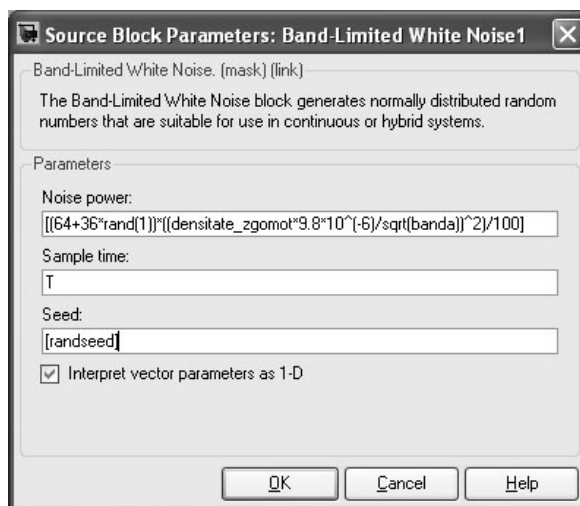 Source Block Parameters: Band-Limited White Noise1
Band-Limited White Noise. (mask) (link)
The Band-Limited White Noise block generates normally distributed random
numbers that are suitable for use in continuous or hybrid systems.
Parameters
Noise power:
[(64+36*rand(1))*((densitate_zgomot*9.8*10^(-6)/sqrt(banda))^2)/100]
Sample time:
T
Seed:
[randseed]
Interpret vector parameters as 1-D
OK Cancel Help